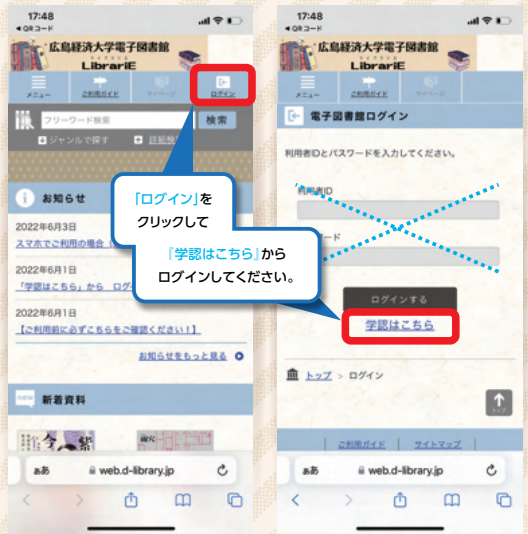 17:48
QRコード
広島経済大学電子図書館
ライブラリエ
LibrariE
メニュー
ご利用ガイド
マイページ
ログイン
フリーワード検索
検索
ジャンルで探す
詳細検
お知らせ
2022年6月3日
スマホでご利用の場合（
2022年6月1日
「学認はこちら」から ログ
2022年6月1日
【ご利用前に必ずこちらをご確認ください！】
お知らせをもっと見る
new
新着資料
ぁあ
web.d-library.jp
「ログイン」を
クリックして
『学認はこちら』から
ログインしてください。
17:48
QRコード
広島経済大学電子図書館
ライブラリエ
LibrariE
メニュー
ご利用ガイド
マイページ
ログイン
電子図書館ログイン
利用者IDとパスワードを入力してください。
利用者ID
ード
ログインする
学認はこちら
トップ > ログイン
トップ
ご利用ガイド
サイトマップ
ぁあ
web.d-library.jp